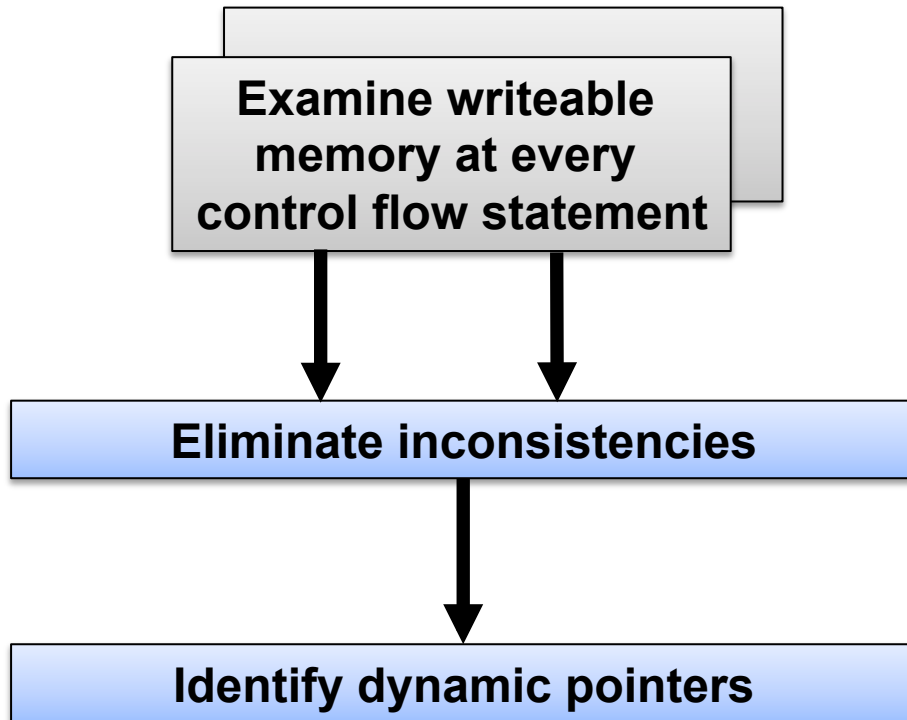 Examine writeable
memory at every
control flow statement
Eliminate inconsistencies
Identify dynamic pointers